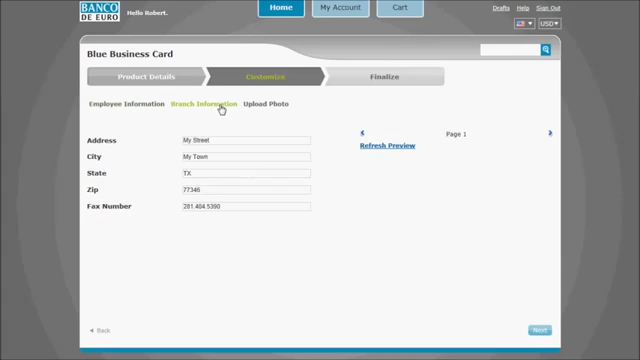 BANCO DE EURO
Hello Robert.
Home
My Account
Cart
Drafts Help Sign Out
USD
Blue Business Card
Product Details
Customize
Finalize
Employee Information Branch Information Upload Photo
Address My Street
City My Town
State TX
Zip 77346
Fax Number 281.484.5390
Page 1
Refresh Preview
Back
Next